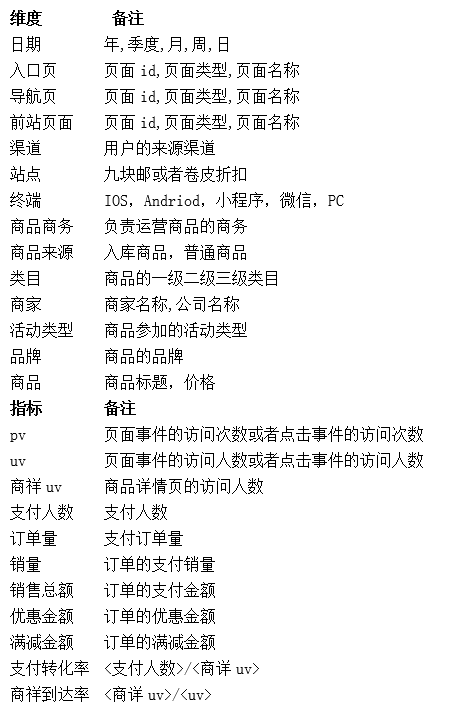 维度 备注
日期 年,季度,月,周,日
入口页 页面id,页面类型,页面名称
导航页 页面id,页面类型,页面名称
前站页面 页面id,页面类型,页面名称
渠道 用户的来源渠道
站点 九块邮或者卷皮折扣
终端 IOS，Andriod，小程序，微信，PC
商品商务 负责运营商品的商务
商品来源 入库商品，普通商品
类目 商品的一级二级三级类目
商家 商家名称,公司名称
活动类型 商品参加的活动类型
品牌 商品的品牌
商品 商品标题，价格
指标 备注
pv 页面事件的访问次数或者点击事件的访问次数
uv 页面事件的访问人数或者点击事件的访问人数
商祥uv 商品详情页的访问人数
支付人数 支付人数
订单量 支付订单量
销量 订单的支付销量
销售总额 订单的支付金额
优惠金额 订单的优惠金额
满减金额 订单的满减金额
支付转化率 <支付人数>/<商详uv>
商祥到达率 <商详uv>/<uv>